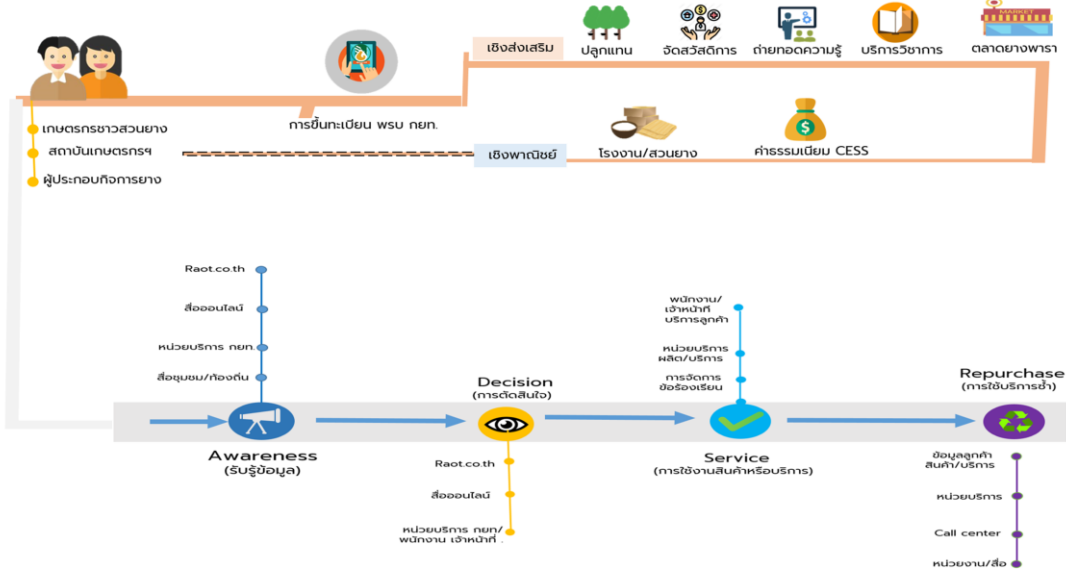 MARKET
เชิงส่งเสริม
ปลูกแทน
จัดสวัสดิการ
ถ่ายทอดความรู้
บริการวิชาการ
ตลาดยางพารา
การขึ้นทะเบียน พรบ กยท.
เกษตรกรชาวสวนยาง
สถาบันเกษตรกรฯ
ผู้ประกอบกิจการยาง
เชิงพาณิชย์
โรงงาน/สวนยาง
ค่าธรรมเนียม CESS
Raot.co.th
สื่อออนไลน์
หน่วยบริการ กยท.
สื่อชุมชน/ท้องถิ่น
Awareness
(รับรู้ข้อมูล)
Decision
(การตัดสินใจ)
Raot.co.th
สื่อออนไลน์
หน่วยบริการ กยท/
พนักงาน เจ้าหน้าที่ .
พนักงาน/
เจ้าหน้าที่
บริการลูกค้า
หน่วยบริการ
ผลิต/บริการ
การจัดการ
ข้อร้องเรียน
Service
(การใช้งานสินค้าหรือบริการ)
Repurchase
(การใช้บริการซ้ำ)
ข้อมูลลูกค้า
สินค้า/บริการ
หน่วยบริการ
Call center
หน่วยงาน/สื่อ